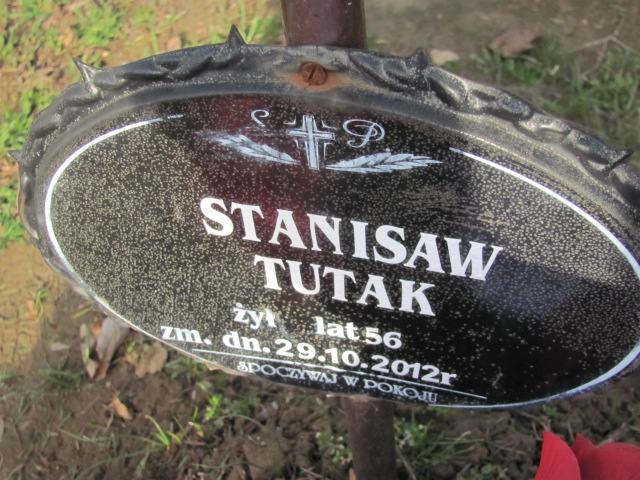 Ś P
STANISAW
TUTAK
żył lat 56
zm. dn. 29.10.2012r
SPOCZYWAJ W POKOJU